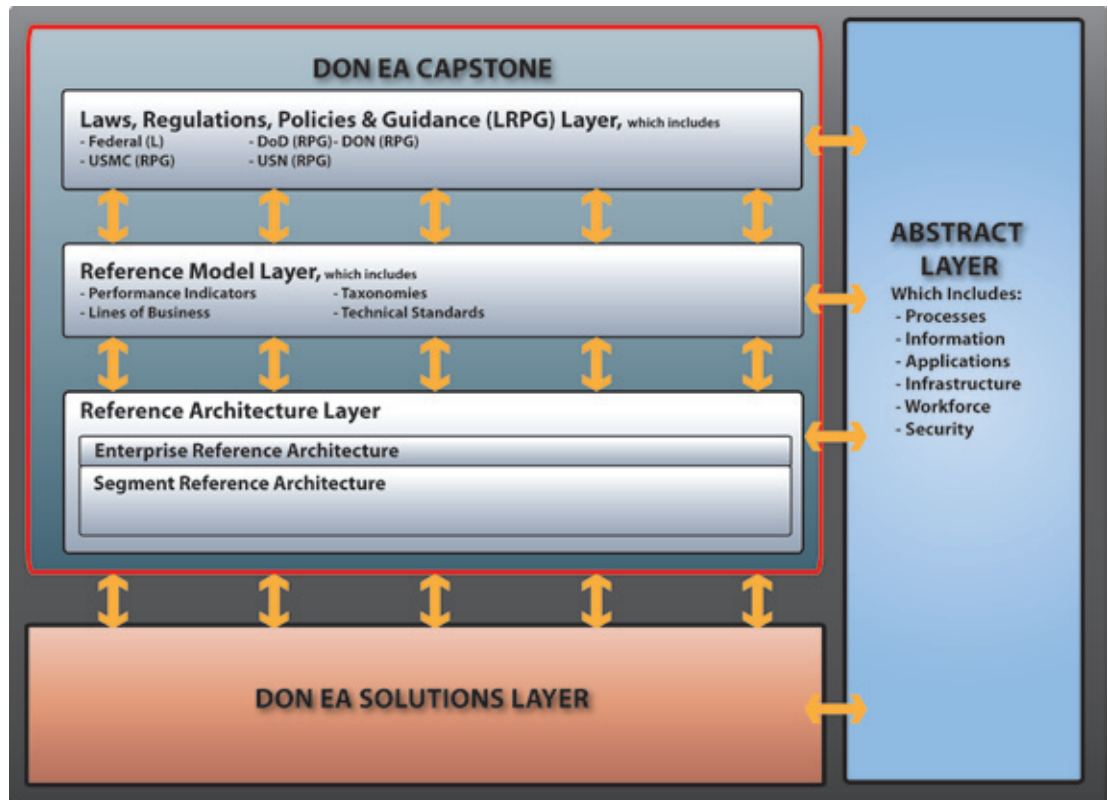 DON EA CAPSTONE
Laws, Regulations, Policies & Guidance (LRPG) Layer, which includes
- Federal (L) - DoD (RPG)- DON (RPG)
- USMC (RPG) - USN (RPG)
Reference Model Layer, which includes
- Performance Indicators - Taxonomies
- Lines of Business - Technical Standards
Reference Architecture Layer
Enterprise Reference Architecture
Segment Reference Architecture
DON EA SOLUTIONS LAYER
ABSTRACT
LAYER
Which Includes:
- Processes
- Information
- Applications
- Infrastructure
- Workforce
- Security